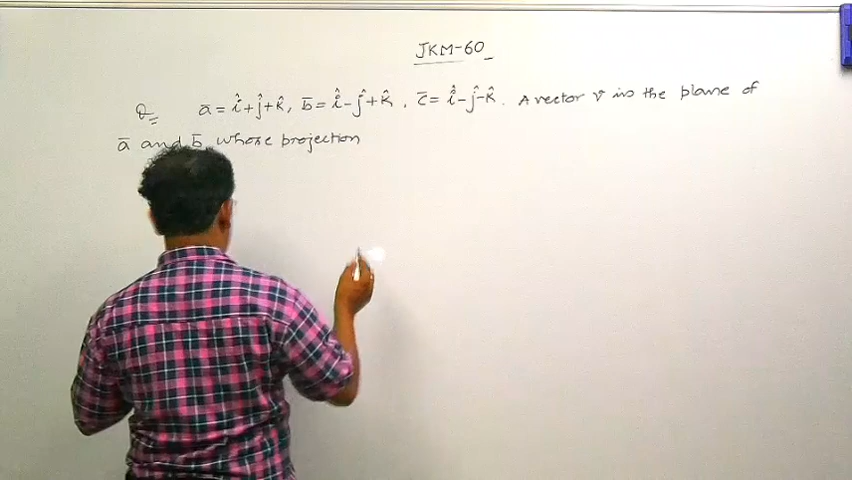 JKM-60
Q ā = î+ĵ+k̂, b̄ = î-ĵ+k̂, c̄ = î-ĵ-k̂. A vector v̄ in the plane of
ā and b̄ whose projection